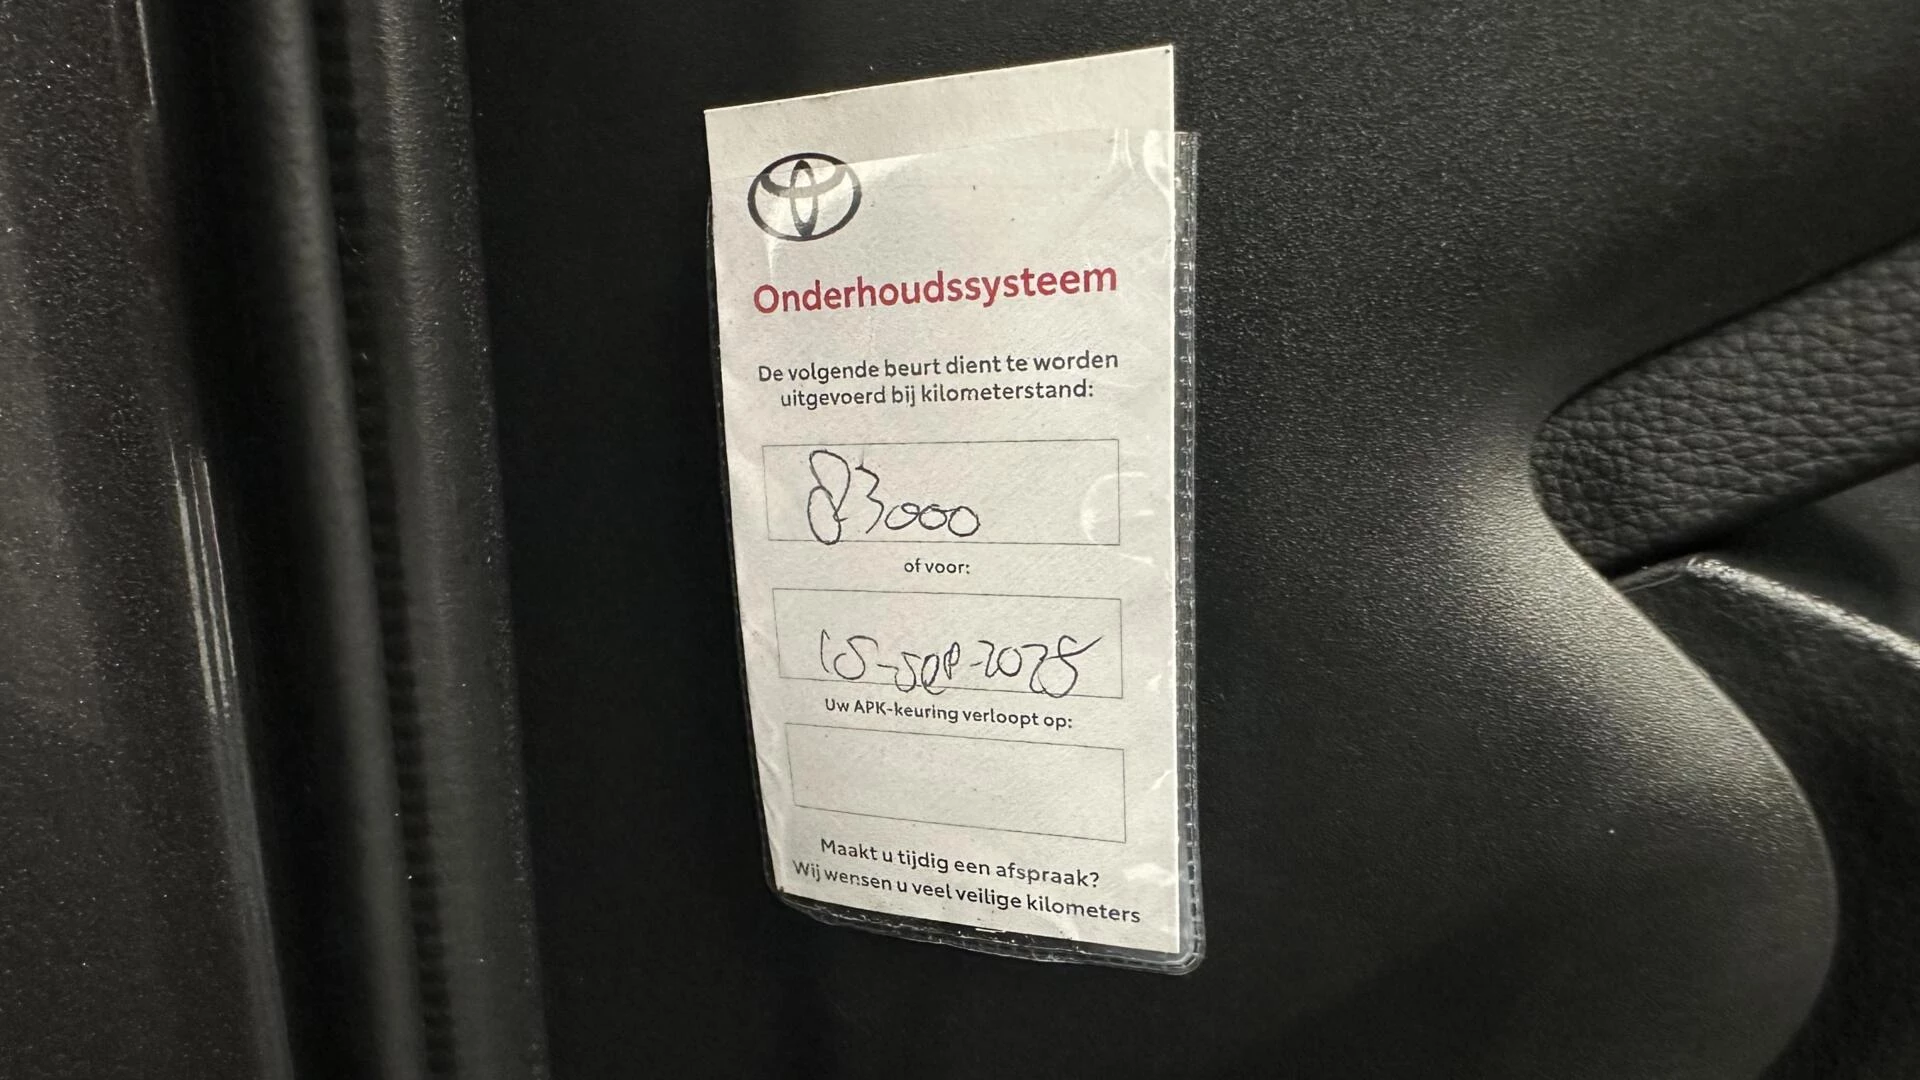 Onderhoudssysteem
De volgende beurt dient te worden
uitgevoerd bij kilometerstand:
83000
of voor:
15-sep-2025
Uw APK-keuring verloopt op:
Maakt u tijdig een afspraak?
Wij wensen u veel veilige kilometers